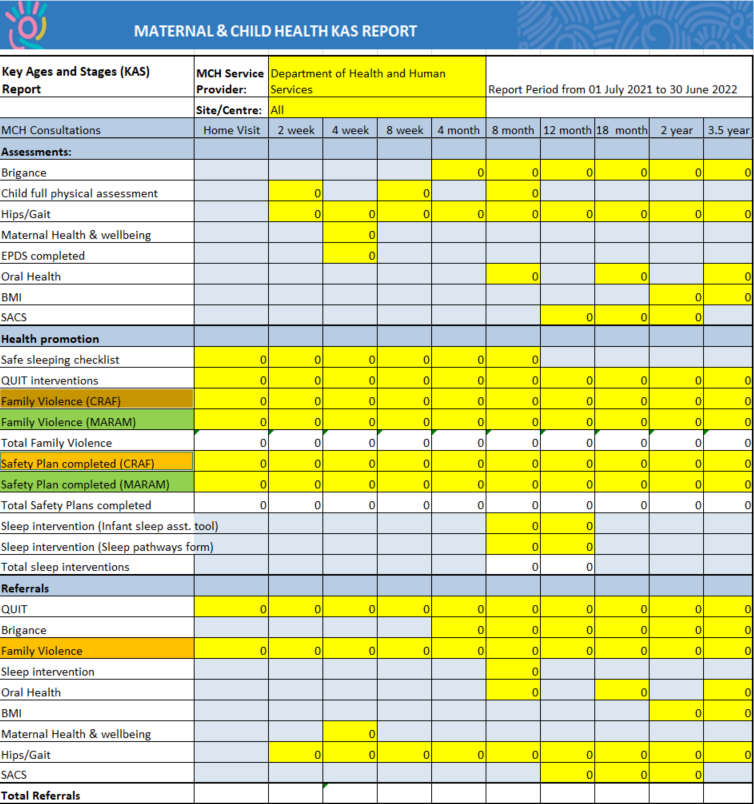 MATERNAL & CHILD HEALTH KAS REPORT
Key Ages and Stages (KAS) Report
MCH Service Provider:
Department of Health and Human Services
Report Period from 01 July 2021 to 30 June 2022
Site/Centre: All
MCH Consultations Home Visit 2 week 4 week 8 week 4 month 8 month 12 month 18 month 2 year 3.5 year
Assessments:
Brigance 0 0 0 0 0 0
Child full physical assessment 0 0 0
Hips/Gait 0 0 0 0 0 0 0 0 0
Maternal Health & wellbeing 0
EPDS completed 0
Oral Health 0 0 0
BMI 0 0
SACS 0 0 0
Health promotion
Safe sleeping checklist 0 0 0 0 0 0
QUIT interventions 0 0 0 0 0 0 0 0 0 0
Family Violence (CRAF) 0 0 0 0 0 0 0 0 0 0
Family Violence (MARAM) 0 0 0 0 0 0 0 0 0 0
Total Family Violence 0 0 0 0 0 0 0 0 0 0
Safety Plan completed (CRAF) 0 0 0 0 0 0 0 0 0 0
Safety Plan completed (MARAM) 0 0 0 0 0 0 0 0 0 0
Total Safety Plans completed 0 0 0 0 0 0 0 0 0 0
Sleep intervention (Infant sleep asst. tool) 0 0
Sleep intervention (Sleep pathways form) 0 0
Total sleep interventions 0 0
Referrals
QUIT 0 0 0 0 0 0 0 0 0 0
Brigance 0 0 0 0 0 0
Family Violence 0 0 0 0 0 0 0 0 0 0
Sleep intervention 0
Oral Health 0 0 0
BMI 0 0
Maternal Health & wellbeing 0
Hips/Gait 0 0 0 0 0 0 0 0 0
SACS 0 0 0
Total Referrals